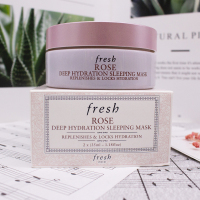 fresh
ROSE
DEEP HYDRATION SLEEPING MASK
REPLENISHES & LOCKS HYDRATION
fresh
ROSE
DEEP HYDRATION SLEEPING MASK
REPLENISHES & LOCKS HYDRATION
fresh